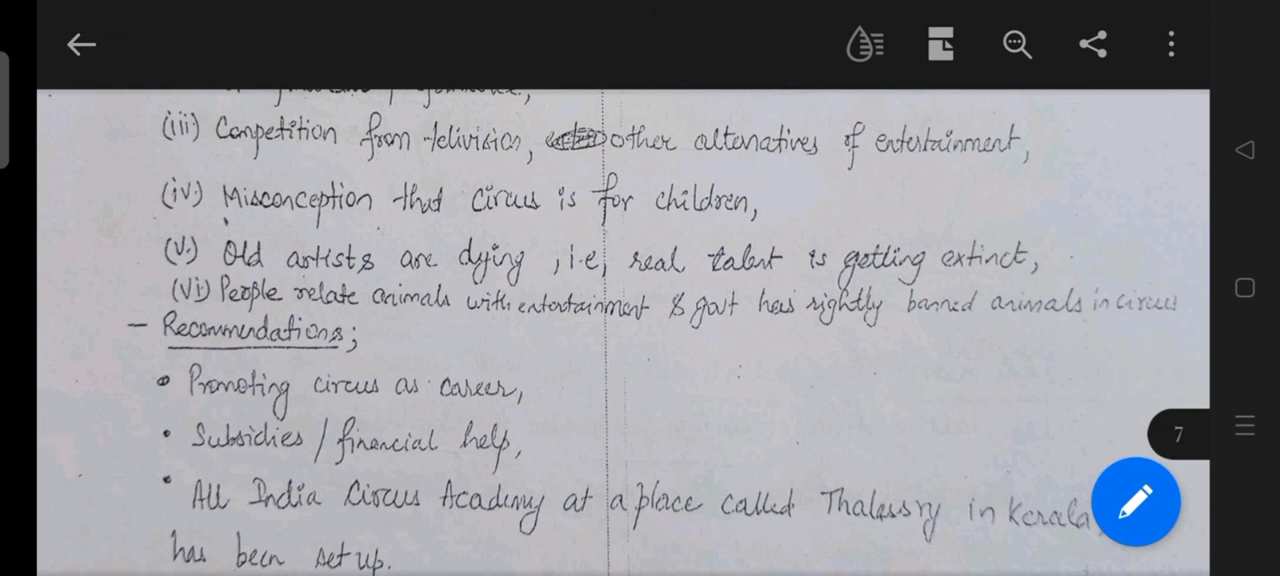 (iii) Competition from telivision, other altenatives of entertainment,
(iv.) Misconception that circus is for children,
(v.) Old artists are dying, i.e, real talent is getting extinct,
(vi) People relate animals with entertainment & govt has rightly banned animals in circus
- Recommendations;
• Promoting circus as career,
• Subsidies / financial help,
7
• All India Circus Academy at a place called Thalassry in Kerala,
has been set up.